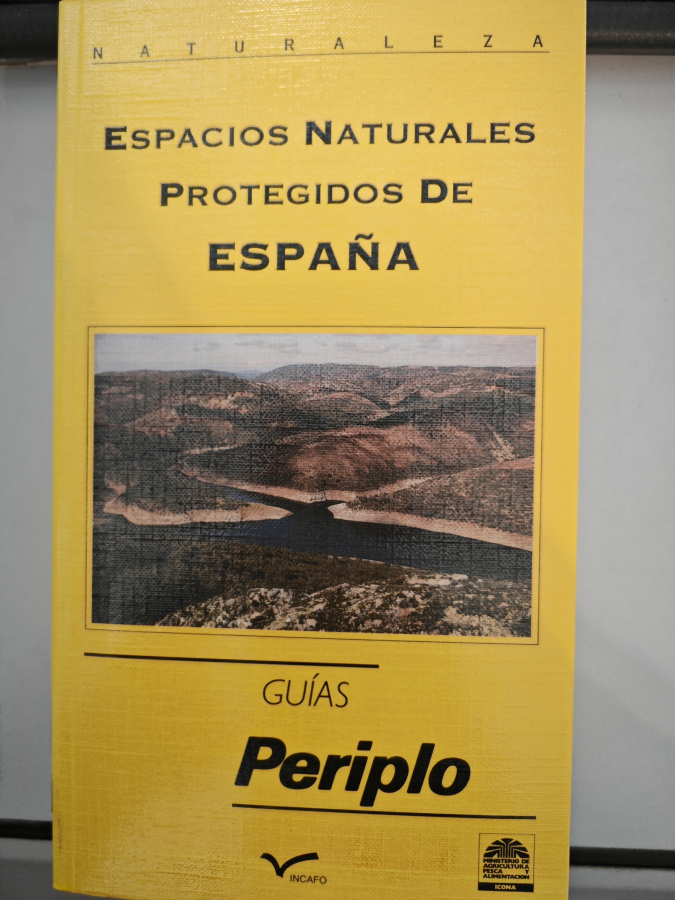 NATURALEZA
ESPACIOS NATURALES
PROTEGIDOS DE
ESPAÑA
GUÍAS
Periplo
INCAFO
MINISTERIO DE
AGRICULTURA
PESCA Y
ALIMENTACION
ICONA